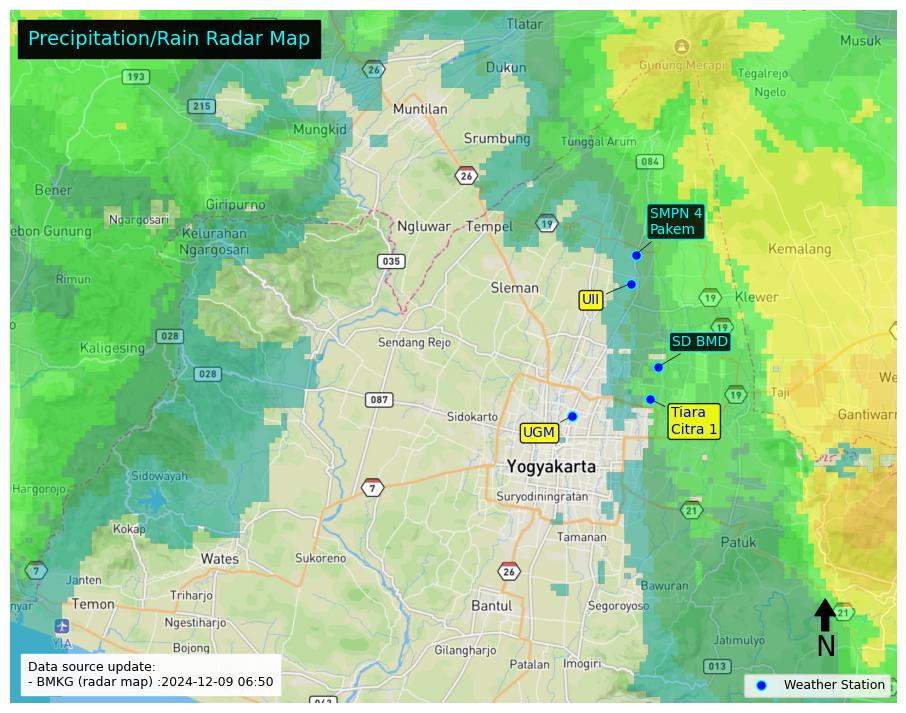 Precipitation/Rain Radar Map
Tlatar
Musuk
193
26
Dukun
Gunung Merapi
Tegalrejo
Ngelo
215
Muntilan
Mungkid
Srumbung
Tunggal Arum
084
26
Bener
Giripurno
Ngargosari
SMPN 4
Pakem
ebon Gunung
Kelurahan
Ngargosari
Ngluwar
Tempel
19
Kemalang
035
Rimun
Sleman
UII
19
Klewer
19
028
Kaligesing
Sendang Rejo
SD BMD
028
We
087
19
Taji
Sidokarto
UGM
Tiara
Citra 1
Gantiwarr
Yogyakarta
Sidowayah
Hargorojo
7
Suryodiningratan
21
Kokap
Tamanan
Patuk
Wates
Sukoreno
7
26
Janten
Bawuran
nyar
Temon
Triharjo
Bantul
Segoroyoso
21
Ngestiharjo
YIA
N
Jatimulyo
Bojong
Gilangharjo
Patalan
Imogiri
013
Data source update:
- BMKG (radar map) :2024-12-09 06:50
Weather Station